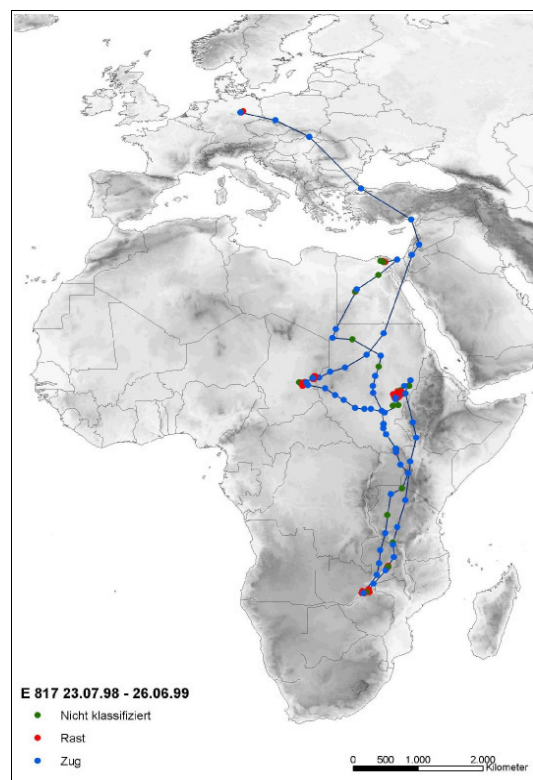 E 817 23.07.98 - 26.06.99
Nicht klassifiziert
Rast
Zug
0 500 1.000 2.000
Kilometer